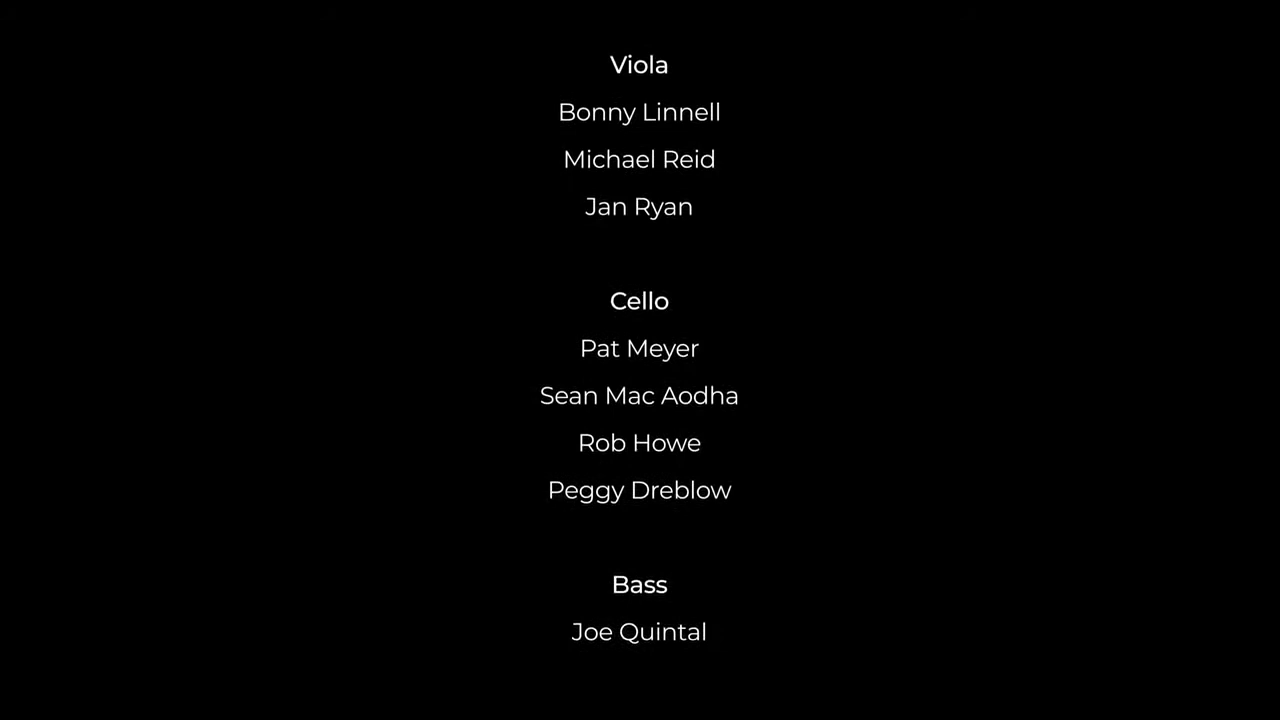 Viola
Bonny Linnell
Michael Reid
Jan Ryan
Cello
Pat Meyer
Sean Mac Aodha
Rob Howe
Peggy Dreblow
Bass
Joe Quintal